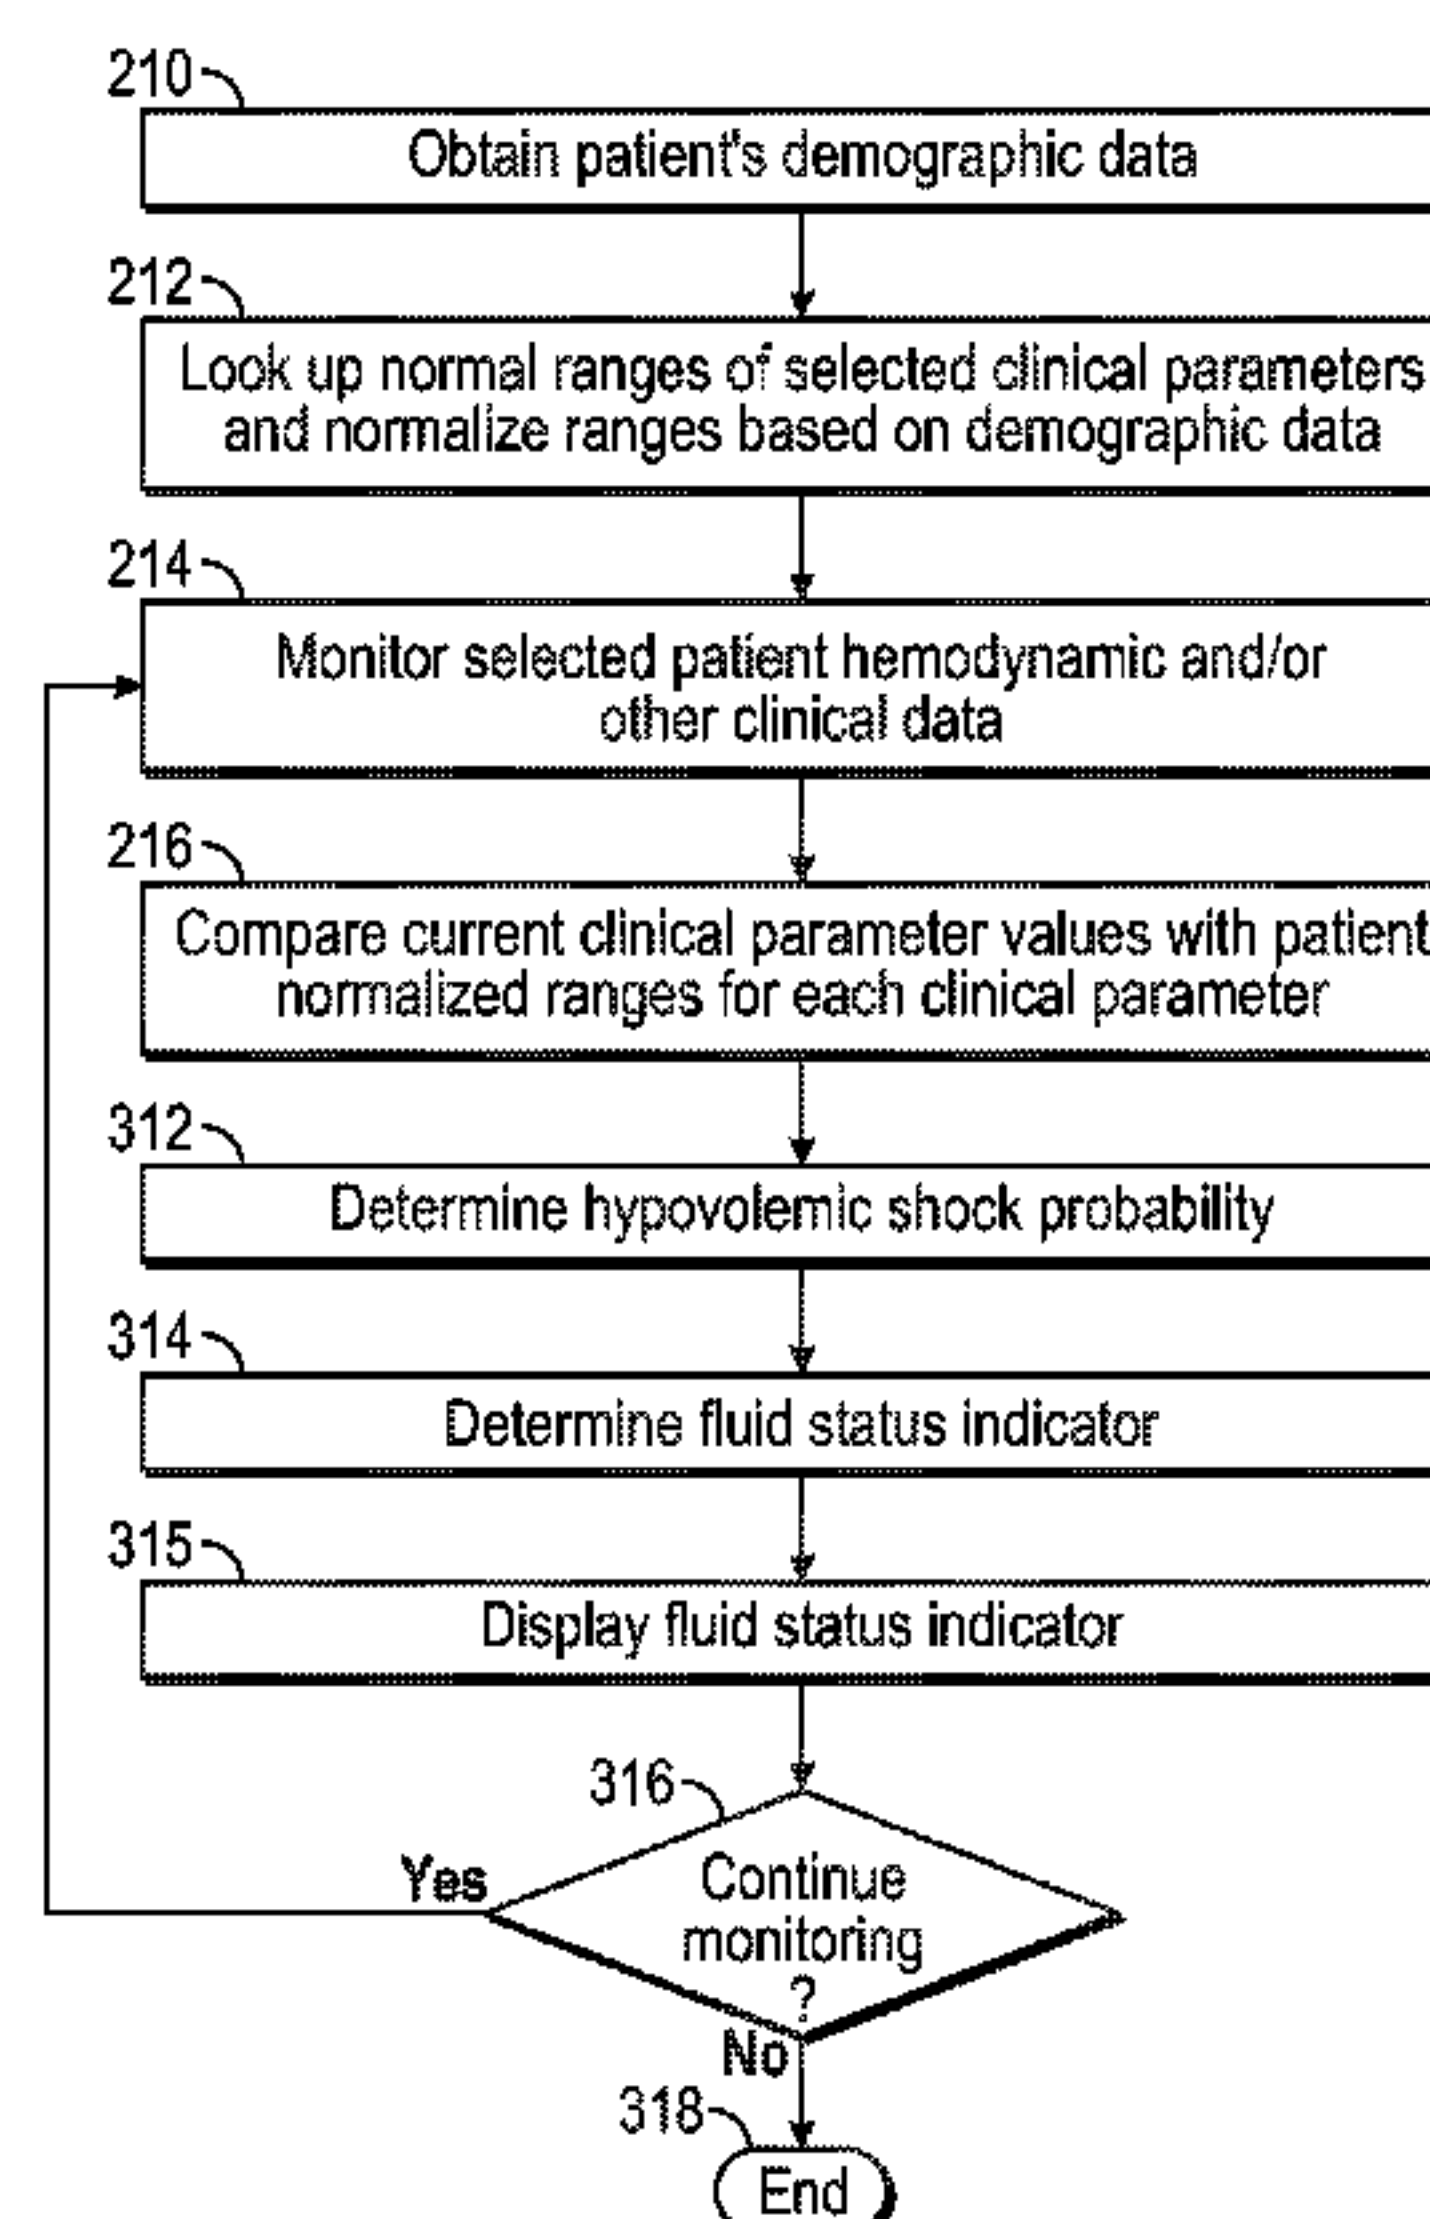 210
Obtain patient's demographic data
212
Look up normal ranges of selected clinical parameters
and normalize ranges based on demographic data
214
Monitor selected patient hemodynamic and/or
other clinical data
216
Compare current clinical parameter values with patient
normalized ranges for each clinical parameter
312
Determine hypovolemic shock probability
314
Determine fluid status indicator
315
Display fluid status indicator
316
Yes
Continue
monitoring
?
No
318
End